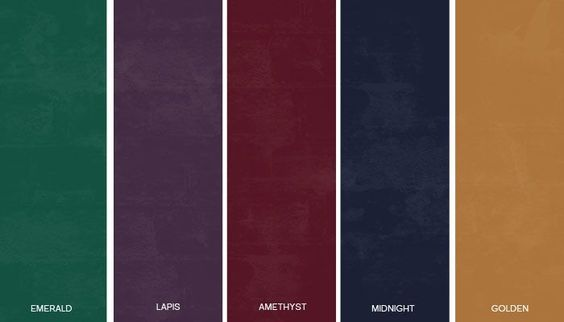 EMERALD
LAPIS
AMETHYST
MIDNIGHT
GOLDEN